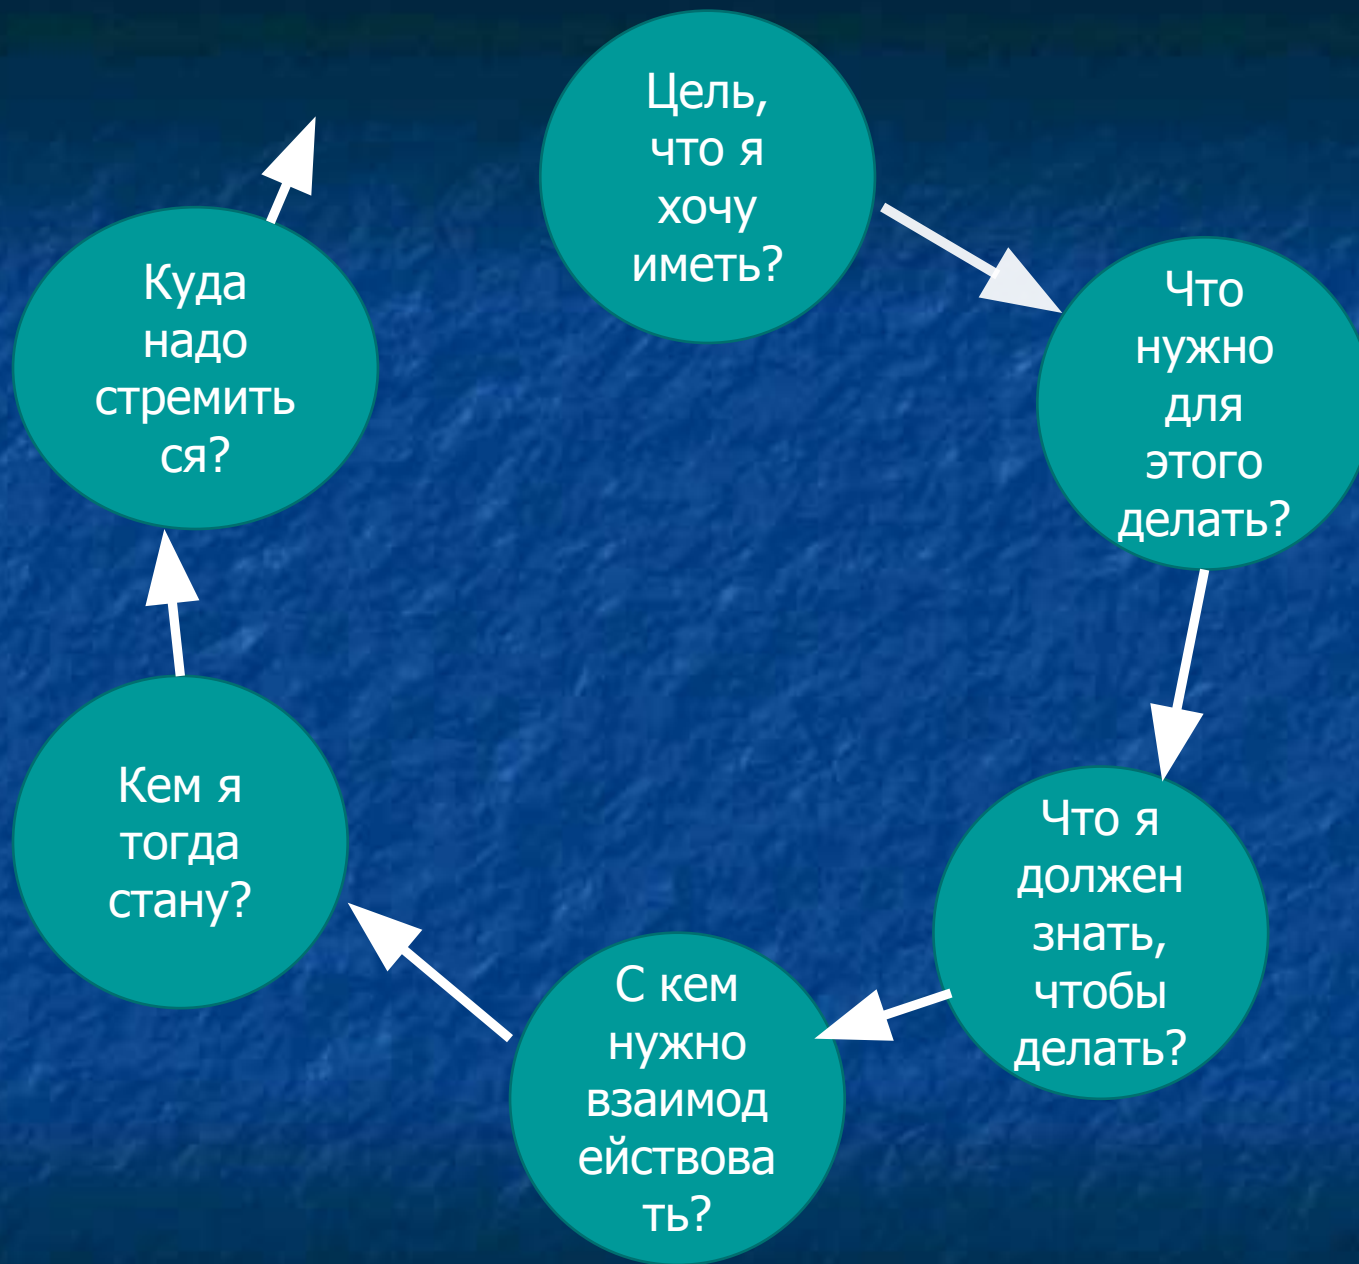 Цель,
что я
хочу
иметь?
Что
нужно
для
этого
делать?
Что я
должен
знать,
чтобы
делать?
С кем
нужно
взаимод
ействова
ть?
Кем я
тогда
стану?
Куда
надо
стремить
ся?